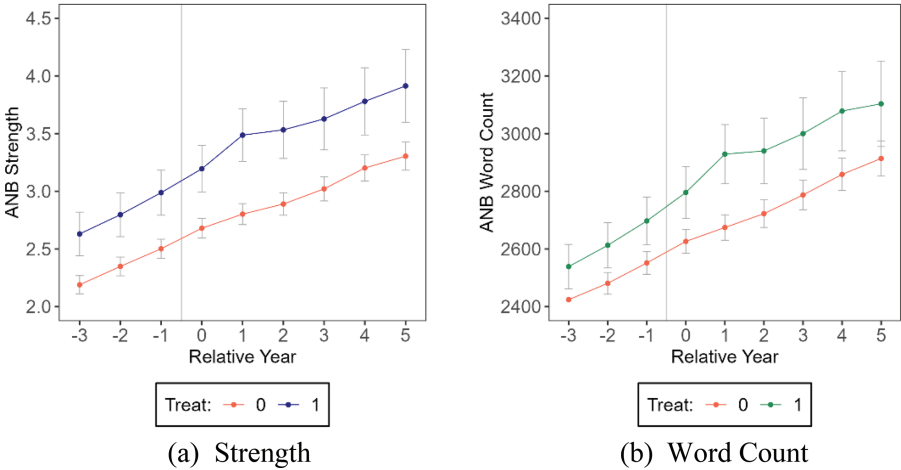 4.5
4.0
3.5
3.0
2.5
2.0
ANB Strength
-3 -2 -1 0 1 2 3 4 5
Relative Year
Treat: 0 1
(a) Strength
3400
3200
3000
2800
2600
2400
ANB Word Count
-3 -2 -1 0 1 2 3 4 5
Relative Year
Treat: 0 1
(b) Word Count